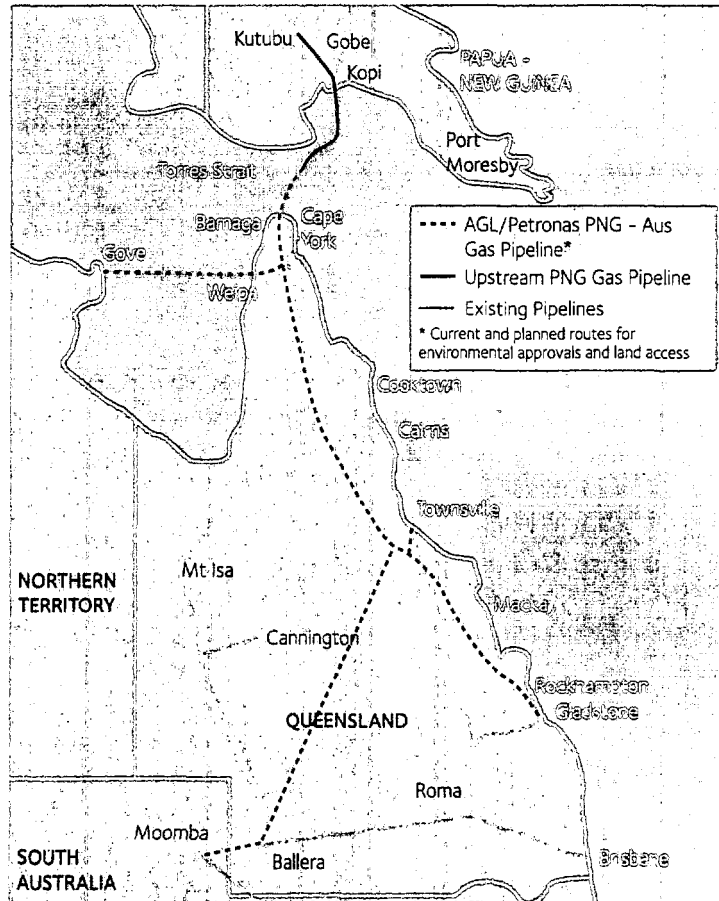 Kutubu
Gobe
Kopi
PAPUA -
NEW GUINEA
Port
Moresby
Torres Strait
Bamaga
Cape
York
Gove
Weipa
AGL/Petronas PNG - Aus
Gas Pipeline*
Upstream PNG Gas Pipeline
Existing Pipelines
* Current and planned routes for
environmental approvals and land access
Cooktown
Cairns
Townsville
NORTHERN
TERRITORY
Mt Isa
Mackay
Cannington
Rockhampton
Gladstone
QUEENSLAND
Roma
Moomba
Ballera
Brisbane
SOUTH
AUSTRALIA